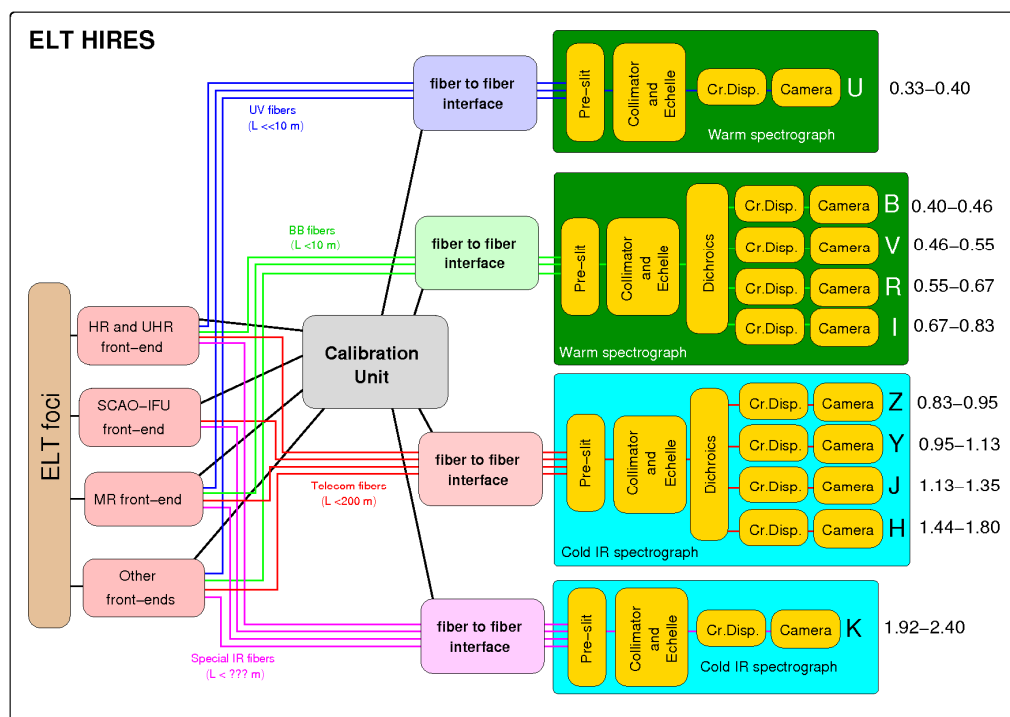 ELT HIRES
fiber to fiber
interface
Pre–slit
Collimator
and
Echelle
Cr.Disp.
Camera
U
0.33–0.40
Warm spectrograph
UV fibers
(L <<10 m)
BB fibers
(L <10 m)
fiber to fiber
interface
Pre–slit
Collimator
and
Echelle
Dichroics
Cr.Disp.
Camera
B
0.40–0.46
Cr.Disp.
Camera
V
0.46–0.55
Cr.Disp.
Camera
R
0.55–0.67
Cr.Disp.
Camera
I
0.67–0.83
Warm spectrograph
ELT foci
HR and UHR
front–end
SCAO–IFU
front–end
MR front–end
Other
front–ends
Calibration
Unit
Telecom fibers
(L <200 m)
fiber to fiber
interface
Pre–slit
Collimator
and
Echelle
Dichroics
Cr.Disp.
Camera
Z
0.83–0.95
Cr.Disp.
Camera
Y
0.95–1.13
Cr.Disp.
Camera
J
1.13–1.35
Cr.Disp.
Camera
H
1.44–1.80
Cold IR spectrograph
Special IR fibers
(L < ??? m)
fiber to fiber
interface
Pre–slit
Collimator
and
Echelle
Cr.Disp.
Camera
K
1.92–2.40
Cold IR spectrograph